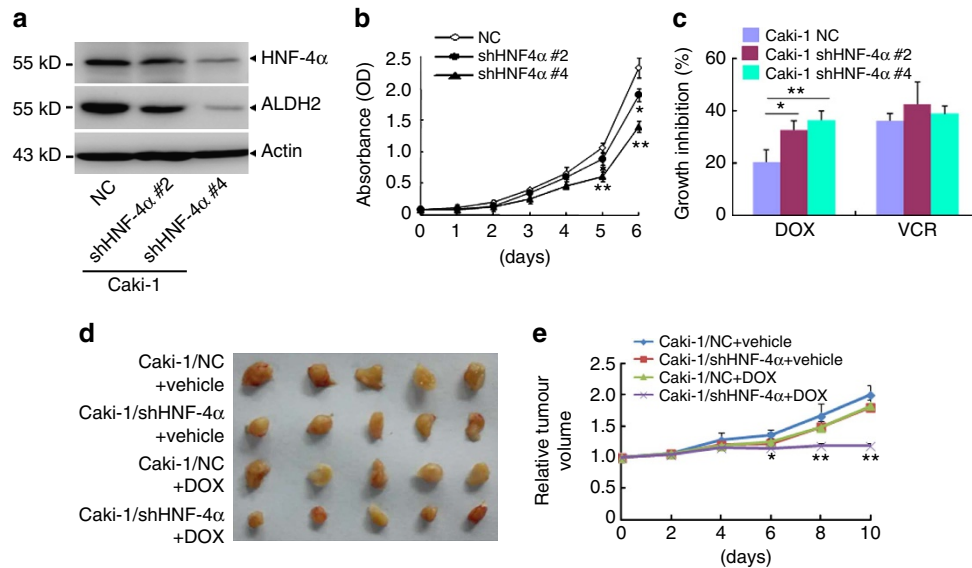 a
55 kD
HNF-4α
55 kD
ALDH2
43 kD
Actin
NC
shHNF-4α #2
shHNF-4α #4
Caki-1
b
NC
shHNF4α #2
shHNF4α #4
Absorbance (OD)
2.5
2.0
1.5
1.0
0.5
0
*
**
**
0 1 2 3 4 5 6
(days)
c
Caki-1 NC
Caki-1 shHNF-4α #2
Caki-1 shHNF-4α #4
Growth inhibition (%)
60
40
20
0
**
*
DOX VCR
d
Caki-1/NC
+vehicle
Caki-1/shHNF-4α
+vehicle
Caki-1/NC
+DOX
Caki-1/shHNF-4α
+DOX
e
Caki-1/NC+vehicle
Caki-1/shHNF-4α+vehicle
Caki-1/NC+DOX
Caki-1/shHNF-4α+DOX
Relative tumour
volume
2.5
2.0
1.5
1.0
0.5
0
* ** **
0 2 4 6 8 10
(days)